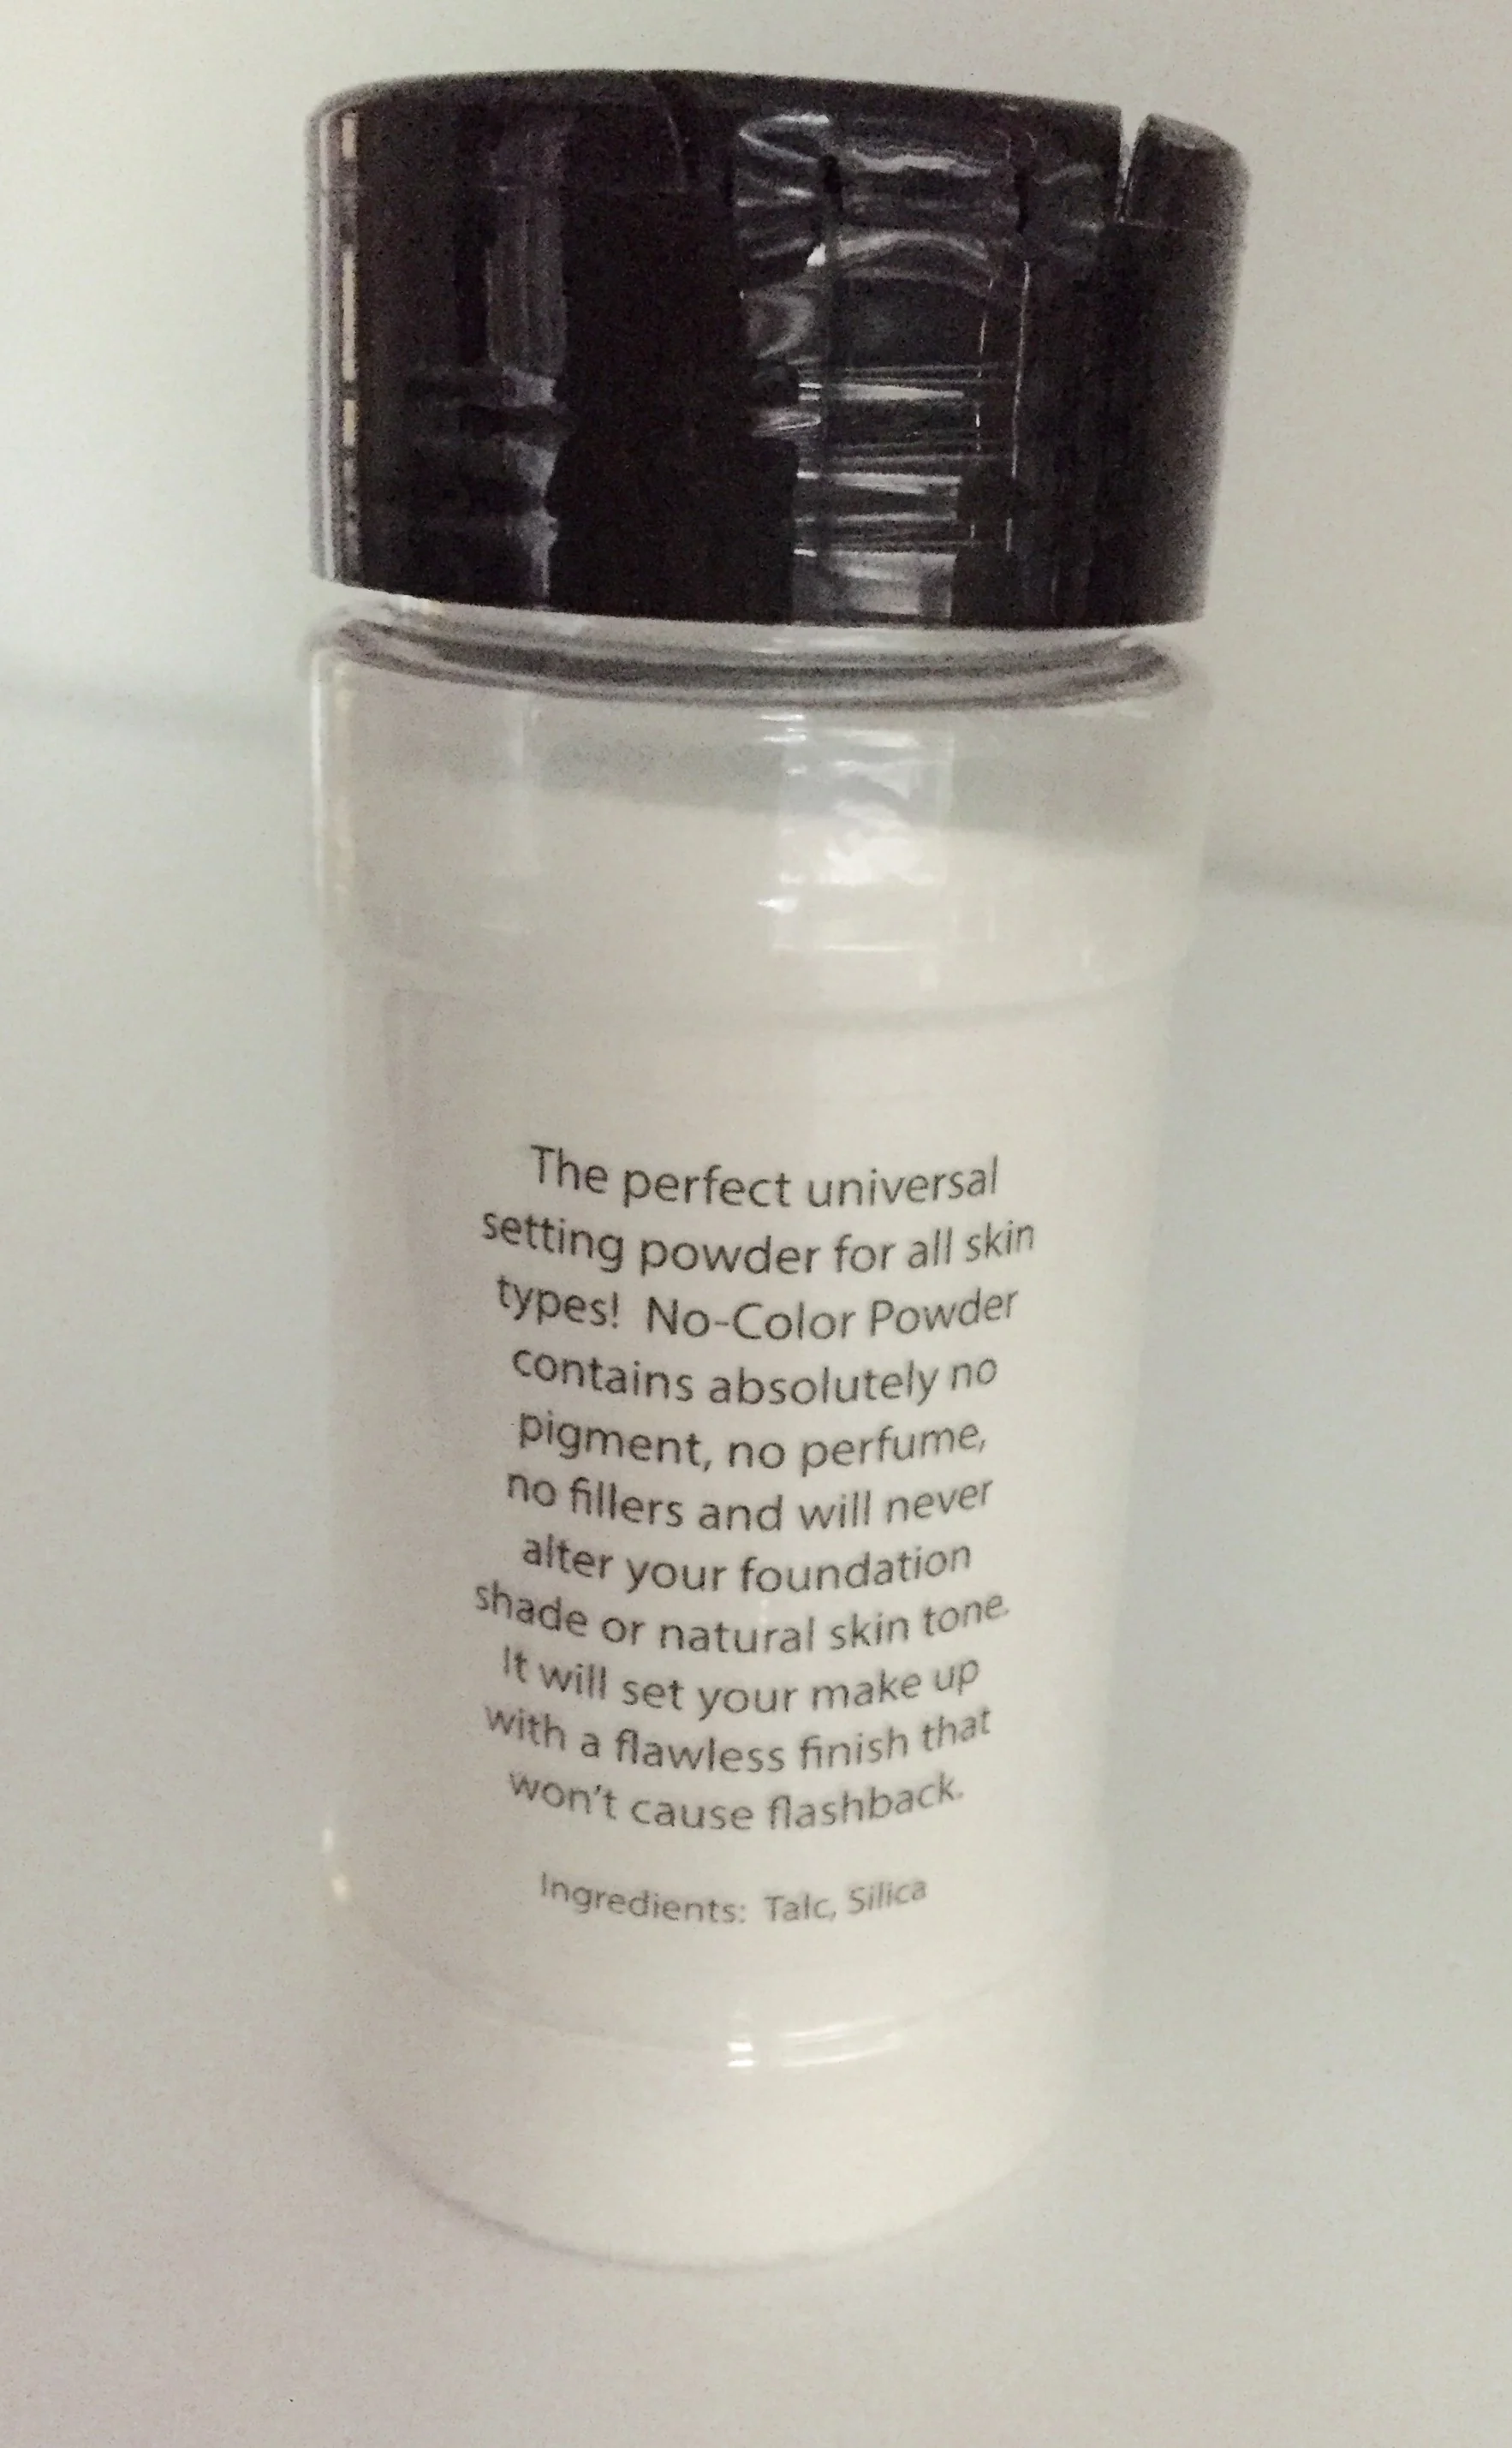 The perfect universal
setting powder for all skin
types! No-Color Powder
contains absolutely no
pigment, no perfume,
no fillers and will never
alter your foundation
shade or natural skin tone.
It will set your make up
with a flawless finish that
won't cause flashback.
Ingredients: Talc, Silica